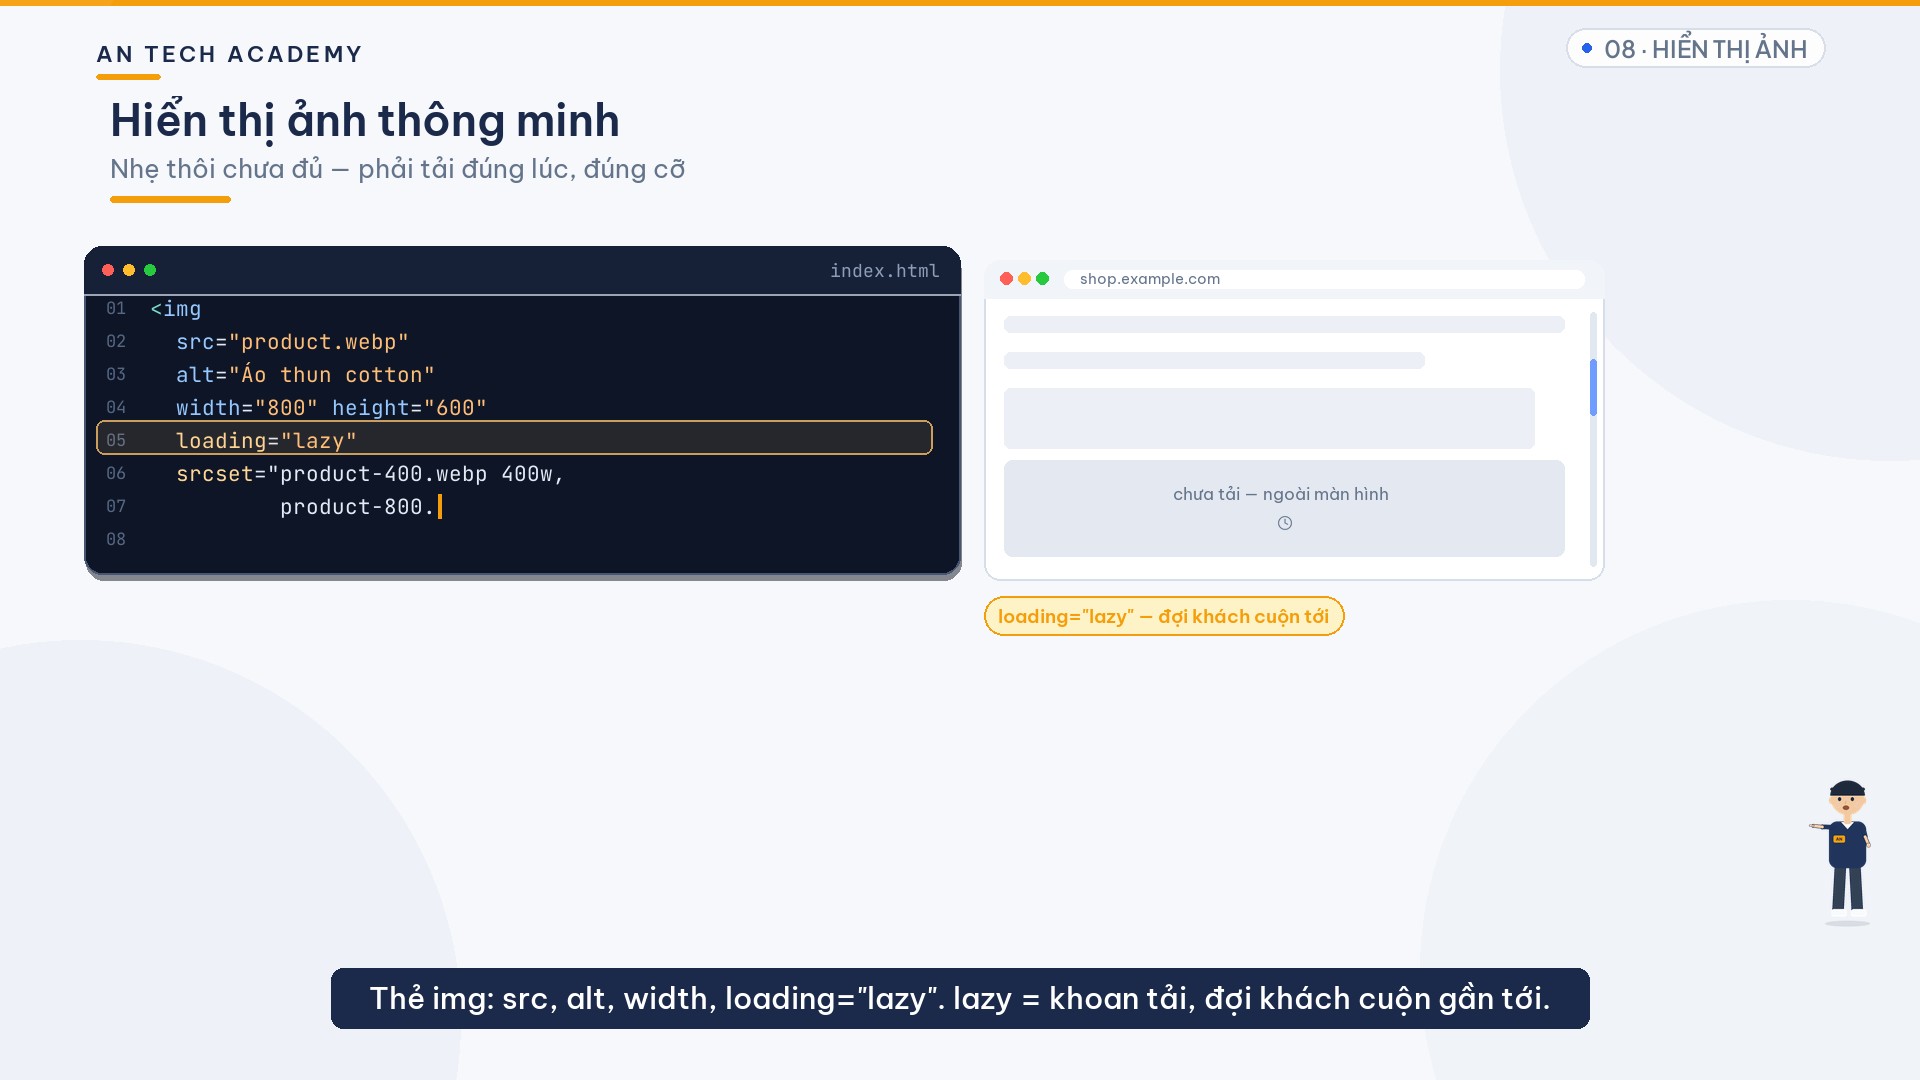 AN TECH ACADEMY
08 · HIỂN THỊ ẢNH
Hiển thị ảnh thông minh
Nhẹ thôi chưa đủ — phải tải đúng lúc, đúng cỡ
index.html
01 <img
02 src="product.webp"
03 alt="Áo thun cotton"
04 width="800" height="600"
05 loading="lazy"
06 srcset="product-400.webp 400w,
07 product-800.
08
shop.example.com
chưa tải — ngoài màn hình
loading="lazy" — đợi khách cuộn tới
AN
Thẻ img: src, alt, width, loading="lazy". lazy = khoan tải, đợi khách cuộn gần tới.